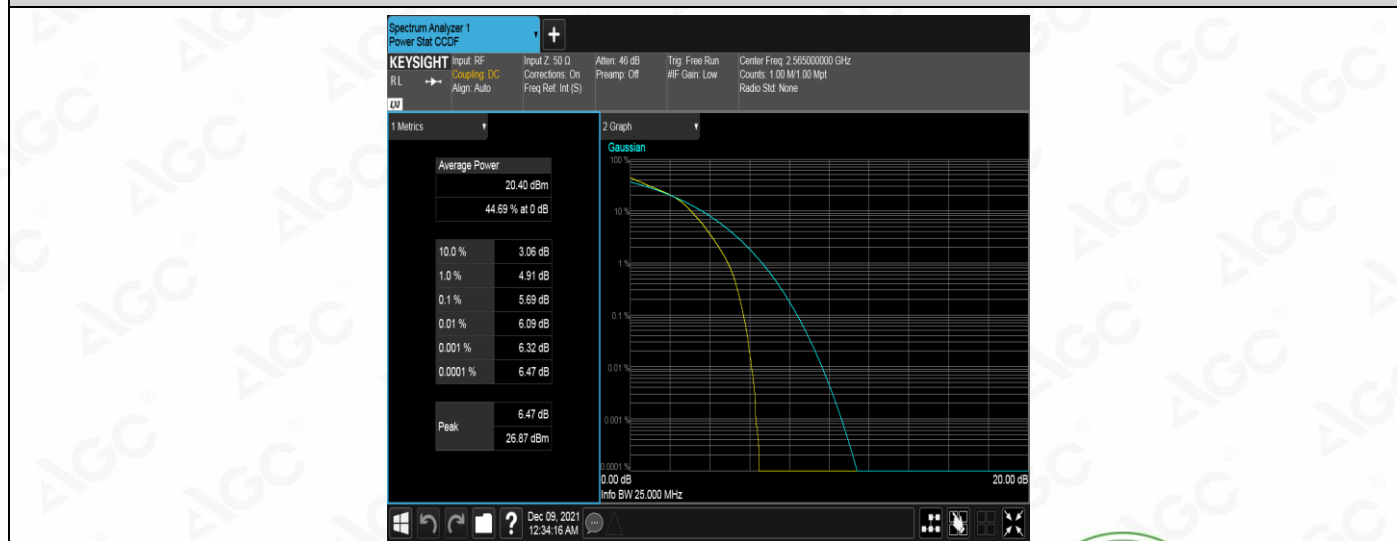 Spectrum Analyzer 1
Power Stat CCDF
+
KEYSIGHT Input: RF Input Z: 50 Ω Atten: 46 dB Trig: Free Run Center Freq: 2.565000000 GHz
RL Coupling: DC Corrections: On Preamp: Off #IF Gain: Low Counts: 1.00 M/1.00 Mpt
Align: Auto Freq Ref: Int (S) Radio Std: None
LXI
1 Metrics
Average Power
20.40 dBm
44.69 % at 0 dB
10.0 % 3.06 dB
1.0 % 4.91 dB
0.1 % 5.69 dB
0.01 % 6.09 dB
0.001 % 6.32 dB
0.0001 % 6.47 dB
Peak 6.47 dB
26.87 dBm
2 Graph
Gaussian
100 %
10 %
1 %
0.1 %
0.01 %
0.001 %
0.0001 %
0.00 dB 20.00 dB
Info BW 25.000 MHz
? Dec 09, 2021
12:34:16 AM
AGC